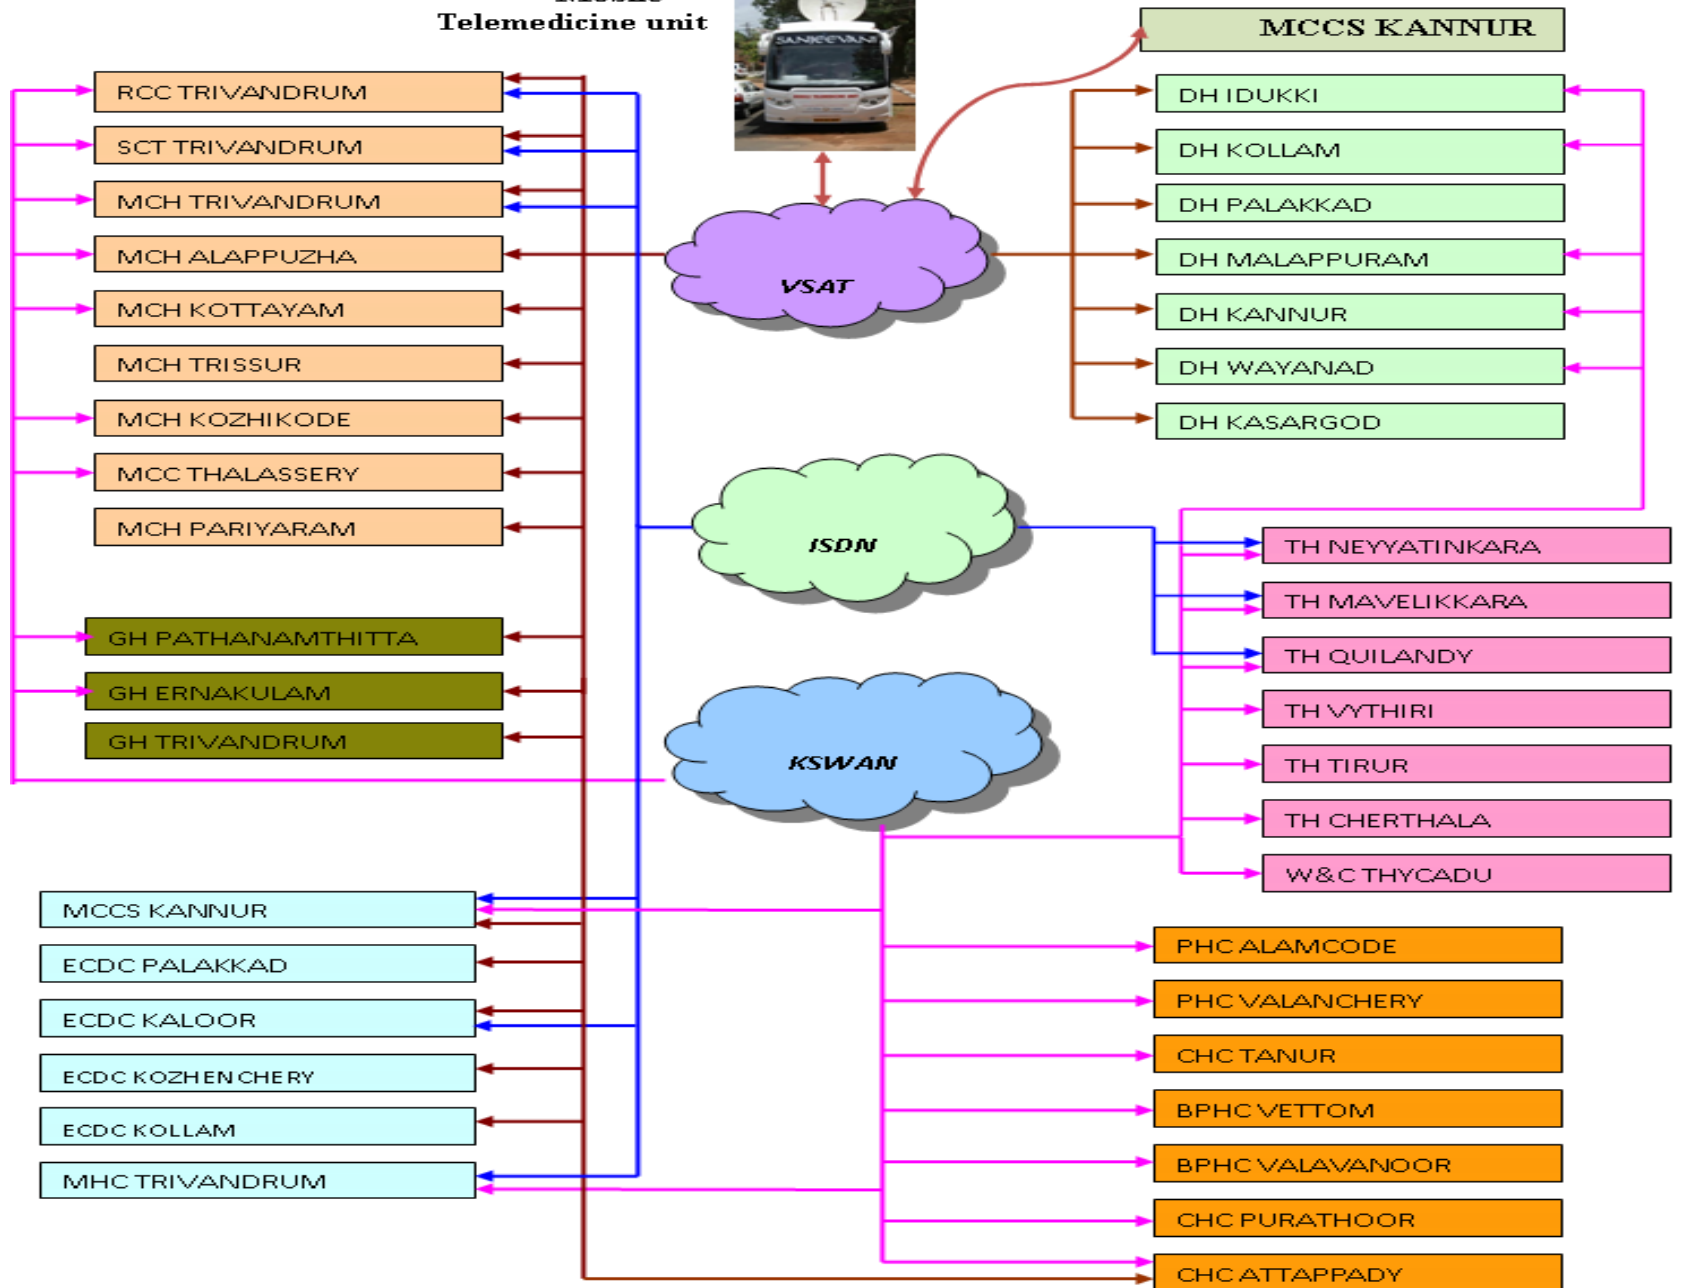 Telemedicine unit
SANJEEVANI
MCCS KANNUR
RCC TRIVANDRUM
SCT TRIVANDRUM
MCH TRIVANDRUM
MCH ALAPPUZHA
MCH KOTTAYAM
MCH TRISSUR
MCH KOZHIKODE
MCC THALASSERY
MCH PARIYARAM
GH PATHANAMTHITTA
GH ERNAKULAM
GH TRIVANDRUM
MCCS KANNUR
ECDC PALAKKAD
ECDC KALOOR
ECDC KOZHENCHERY
ECDC KOLLAM
MHC TRIVANDRUM
VSAT
ISDN
KSWAN
DH IDUKKI
DH KOLLAM
DH PALAKKAD
DH MALAPPURAM
DH KANNUR
DH WAYANAD
DH KASARGOD
TH NEYYATINKARA
TH MAVELIKKARA
TH QUILANDY
TH VYTHIRI
TH TIRUR
TH CHERTHALA
W&C THYCADU
PHC ALAMCODE
PHC VALANCHERY
CHC TANUR
BPHC VETTOM
BPHC VALAVANOOR
CHC PURATHOOR
CHC ATTAPPADY